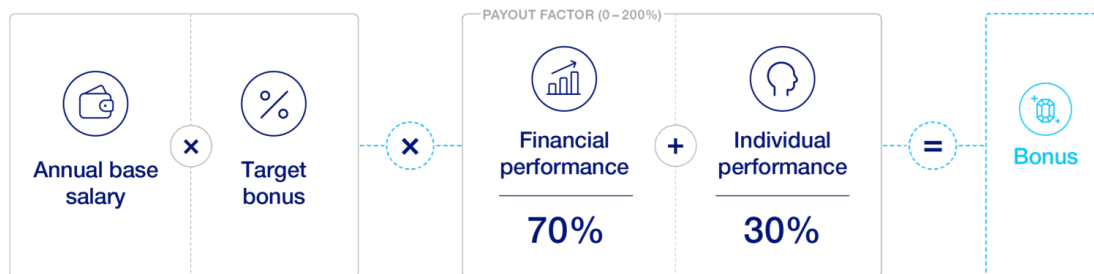 PAYOUT FACTOR (0–200%)
Annual base
salary
×
Target
bonus
×
Financial
performance
70%
+
Individual
performance
30%
=
Bonus